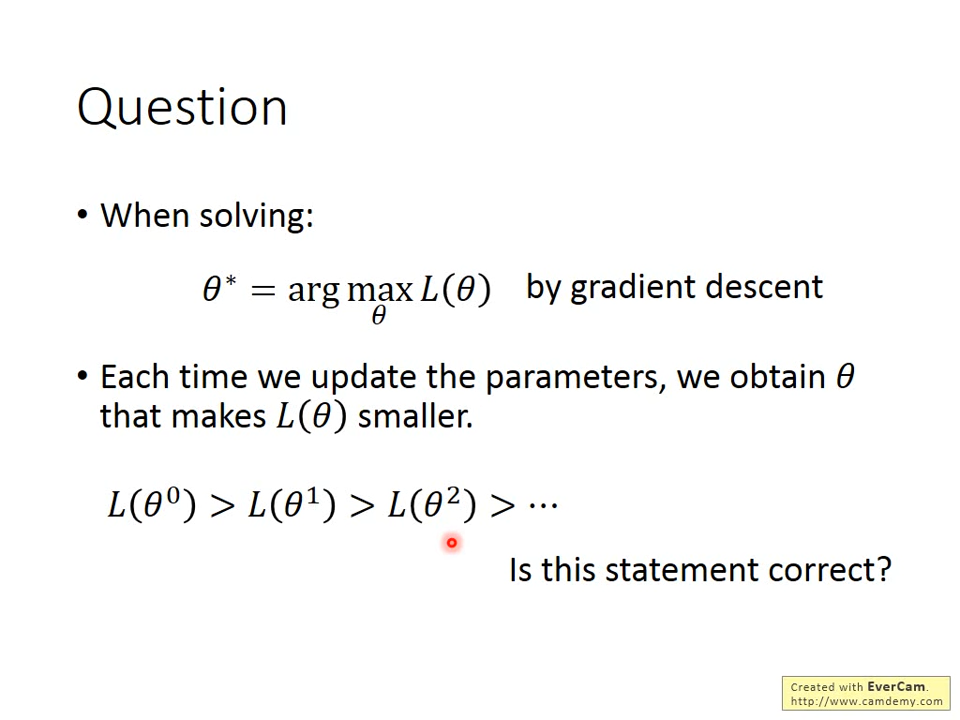 Question
• When solving:
θ* = arg max L(θ) by gradient descent
θ
• Each time we update the parameters, we obtain θ
that makes L(θ) smaller.
L(θ⁰) > L(θ¹) > L(θ²) > ⋯
Is this statement correct?
Created with EverCam.
http://www.camdemy.com